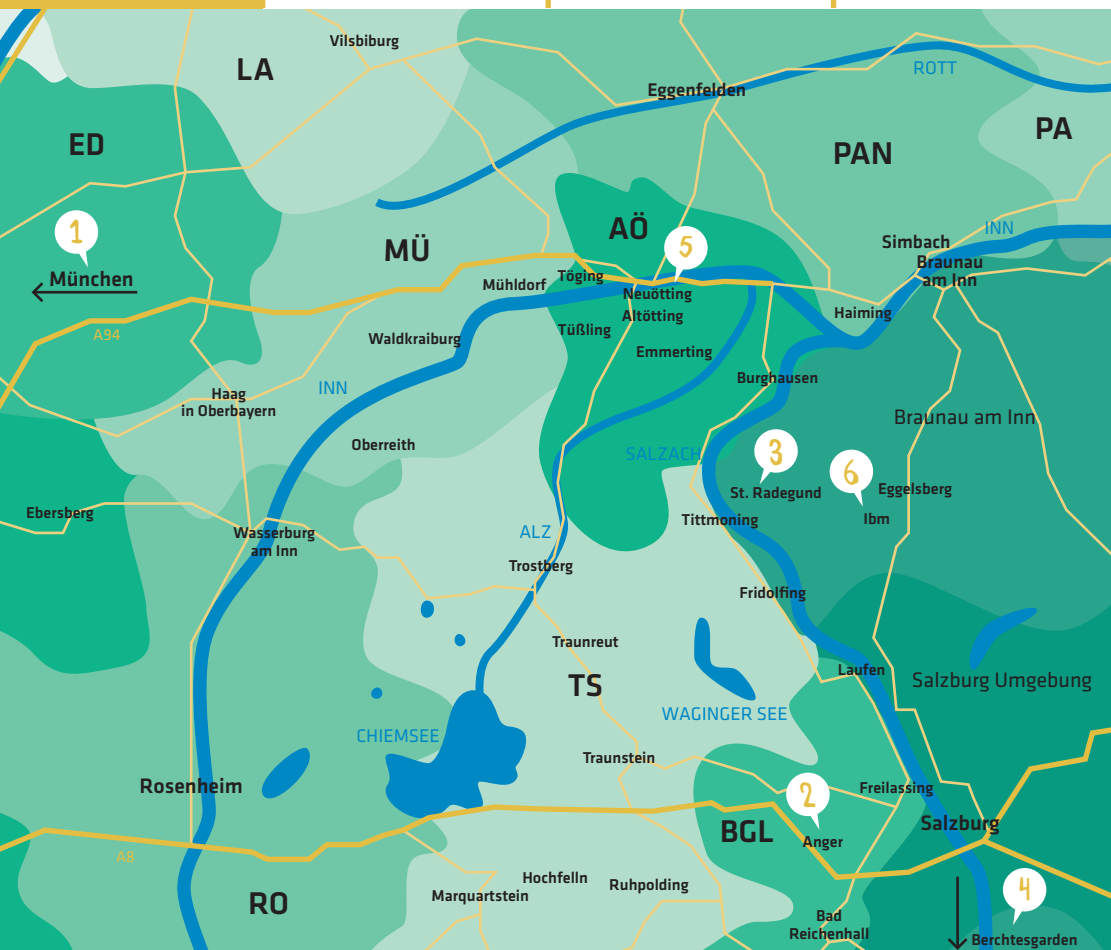 Vilsbiburg
LA
ROTT
Eggenfelden
ED
PAN
PA
1
München
MÜ
AÖ
5
INN
Simbach
Braunau
am Inn
Mühldorf
Töging
Neuötting
Altötting
Haiming
A94
Waldkraiburg
Tüßling
Emmerting
Burghausen
INN
Haag
in Oberbayern
Braunau am Inn
Oberreith
SALZACH
3
6
St. Radegund
Eggelsberg
Ibm
Ebersberg
Tittmoning
Wasserburg
am Inn
ALZ
Trostberg
Fridolfing
Traunreut
TS
Laufen
Salzburg Umgebung
WAGINGER SEE
CHIEMSEE
Traunstein
Rosenheim
2
Freilassing
BGL
Anger
Salzburg
A8
Hochfelln
Ruhpolding
Marquartstein
RO
4
Bad
Reichenhall
Berchtesgarden